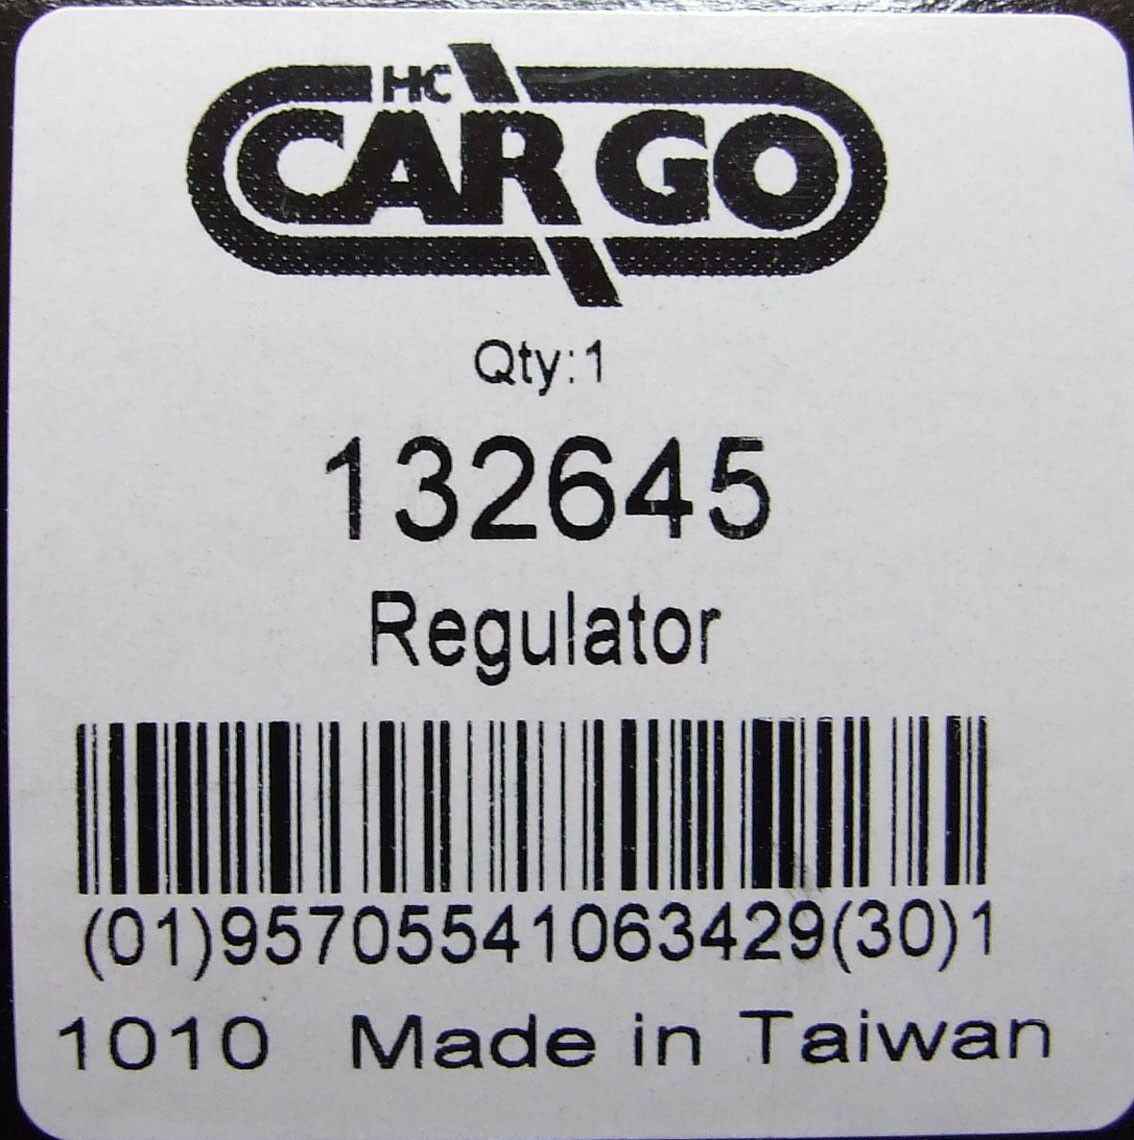 HC
CARGO
Qty:1
132645
Regulator
(01)95705541063429(30)1
1010 Made in Taiwan